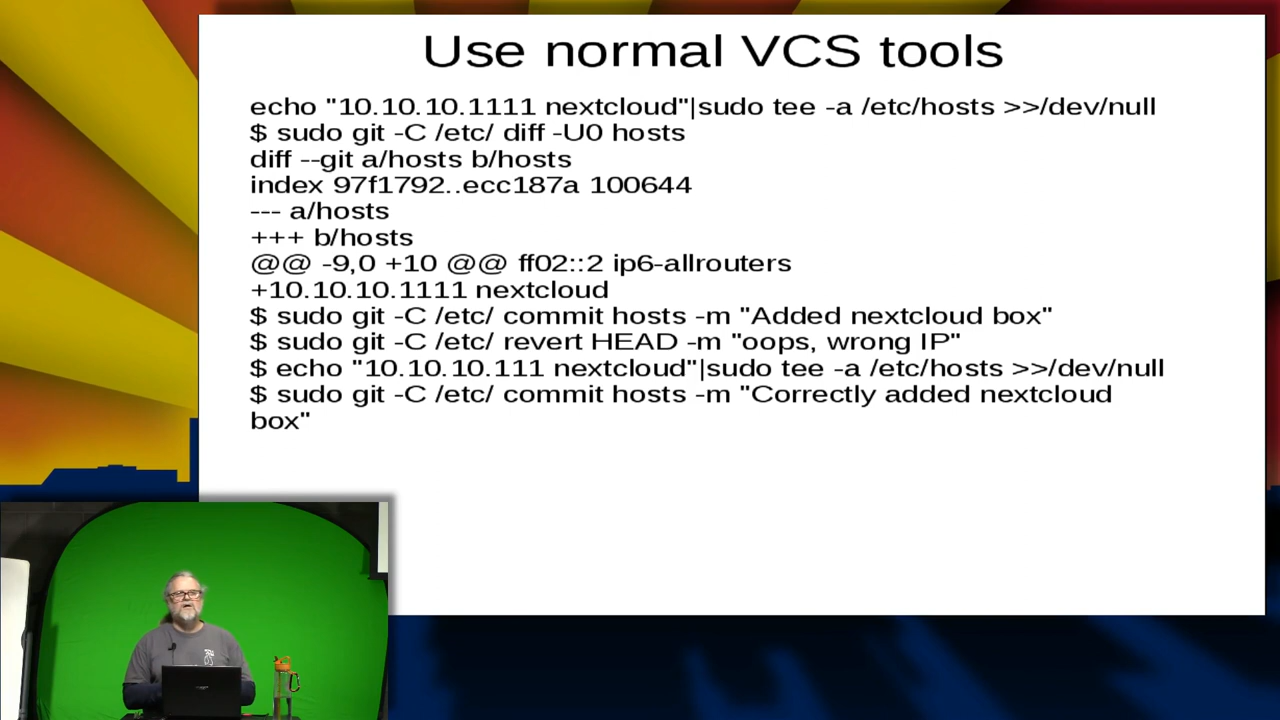 Use normal VCS tools
echo "10.10.10.1111 nextcloud"|sudo tee -a /etc/hosts >>/dev/null
$ sudo git -C /etc/ diff -U0 hosts
diff --git a/hosts b/hosts
index 97f1792..ecc187a 100644
--- a/hosts
+++ b/hosts
@@ -9,0 +10 @@ ff02::2 ip6-allrouters
+10.10.10.1111 nextcloud
$ sudo git -C /etc/ commit hosts -m "Added nextcloud box"
$ sudo git -C /etc/ revert HEAD -m "oops, wrong IP"
$ echo "10.10.10.111 nextcloud"|sudo tee -a /etc/hosts >>/dev/null
$ sudo git -C /etc/ commit hosts -m "Correctly added nextcloud
box"